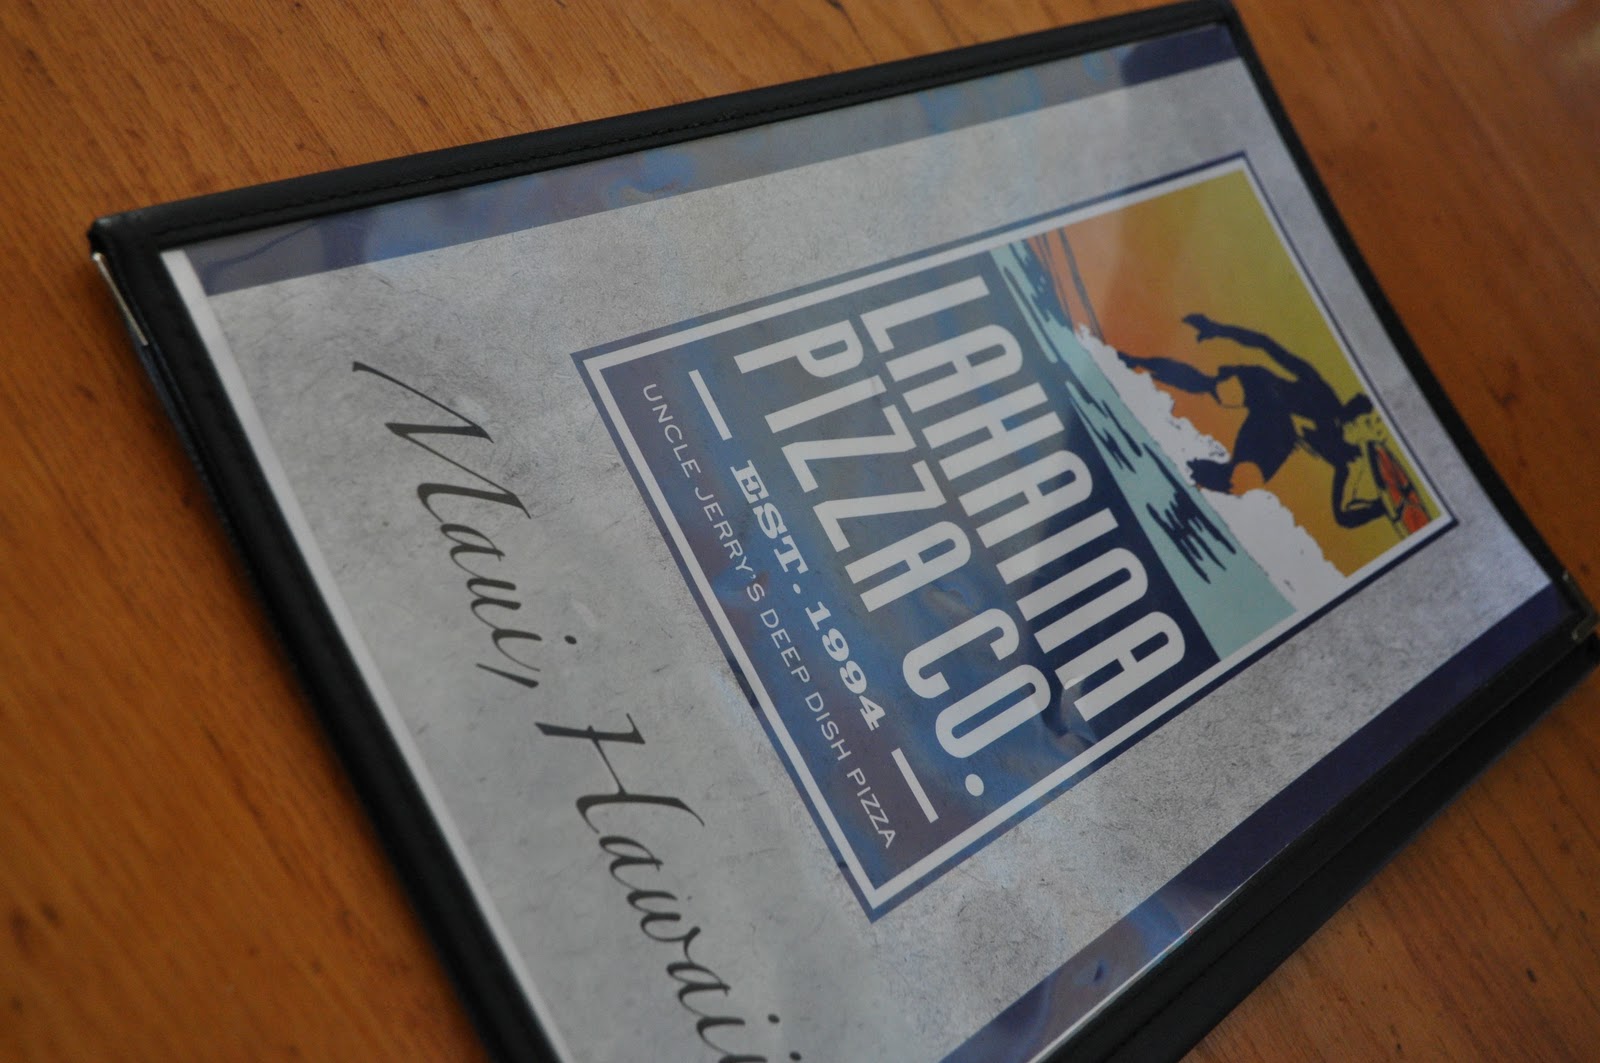 LAHAINA
PIZZA CO.
EST. 1994
UNCLE JERRY'S DEEP DISH PIZZA
Maui, Hawaii